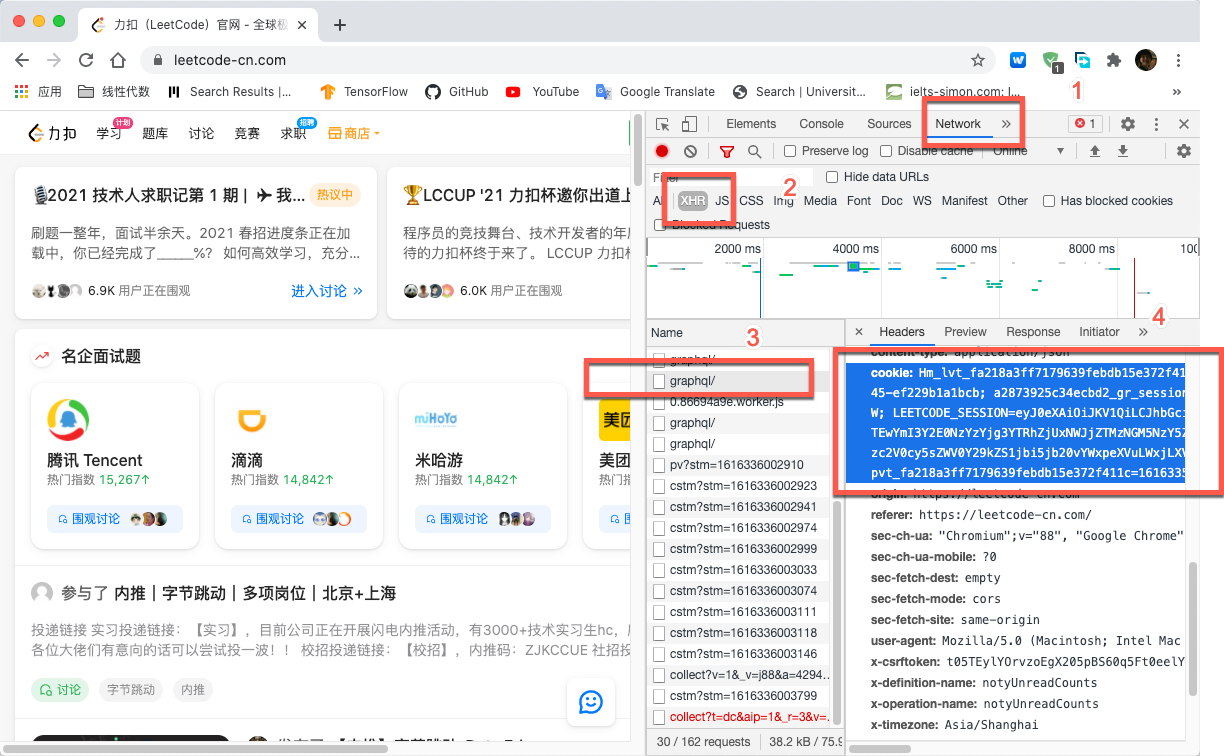 力扣（LeetCode）官网 - 全球极
leetcode-cn.com
1
应用
线性代数
Search Results |...
TensorFlow
GitHub
YouTube
Google Translate
Search | Universit...
ielts-simon.com: I...
»
1
力扣
学习
计划
题库
讨论
竞赛
求职
招聘
商店
2021 技术人求职记第 1 期 | ✈ 我...
热议中
刷题一整年，面试半余天。2021 春招进度条正在加
载中，你已经完成了______%? 如何高效学习，充分...
6.9K 用户正在围观
进入讨论 »
LCCUP '21 力扣杯邀你出道上
程序员的竞技舞台、技术开发者的年
待的力扣杯终于来了。 LCCUP 力扣杯
6.0K 用户正在围观
名企面试题
腾讯 Tencent
热门指数 15,267↑
围观讨论
滴滴
热门指数 14,842↑
围观讨论
miHoYo
米哈游
热门指数 14,842↑
围观讨论
美团
美团
热门指数
参与了 内推 | 字节跳动 | 多项岗位 | 北京+上海
投递链接 实习投递链接：【实习】，目前公司正在开展闪电内推活动，有3000+技术实习生hc，
各位大佬们有意向的话可以尝试投一波！！ 校招投递链接：【校招】，内推码：ZJKCCUE 社招投
讨论
字节跳动
内推
Elements
Console
Sources
Network
»
1
Preserve log
Disable cache
Online
2
Filter
Hide data URLs
XHR
JS
CSS
Img
Media
Font
Doc
WS
Manifest
Other
Has blocked cookies
Blocked Requests
2000 ms
4000 ms
6000 ms
8000 ms
100
3
4
Name
graphql/
graphql/
0.86694a9e.worker.js
graphql/
graphql/
pv?stm=1616336002910
cstm?stm=1616336002923
cstm?stm=1616336002941
cstm?stm=1616336002974
cstm?stm=1616336002999
cstm?stm=1616336003033
cstm?stm=1616336003074
cstm?stm=1616336003111
cstm?stm=1616336003118
cstm?stm=1616336003146
collect?v=1&_v=j88&a=4294..
cstm?stm=1616336003799
collect?t=dc&aip=1&_r=3&v=.
30 / 162 requests
38.2 kB / 75.9
Headers
Preview
Response
Initiator
»
content-type: application/json
cookie: Hm_lvt_fa218a3ff7179639febdb15e372f41
45-ef229b1a1bcb; a2873925c34ecbd2_gr_session
W; LEETCODE_SESSION=eyJ0eXAiOiJKV1QiLCJhbGci
TEwYmI3Y2E0NzYzYjg3YTRhZjUxNWJjZTMzNGM5NzY5Z
zc2V0cy5sZWV0Y29kZS1jbi5jb20vYWxpeXVuLWxjLXV
pvt_fa218a3ff7179639febdb15e372f411c=1616335
origin: https://leetcode-cn.com
referer: https://leetcode-cn.com/
sec-ch-ua: "Chromium";v="88", "Google Chrome"
sec-ch-ua-mobile: ?0
sec-fetch-dest: empty
sec-fetch-mode: cors
sec-fetch-site: same-origin
user-agent: Mozilla/5.0 (Macintosh; Intel Mac
x-csrftoken: t05TEylYOrvzoEgX205pBS60q5Ft0eelY
x-definition-name: notyUnreadCounts
x-operation-name: notyUnreadCounts
x-timezone: Asia/Shanghai